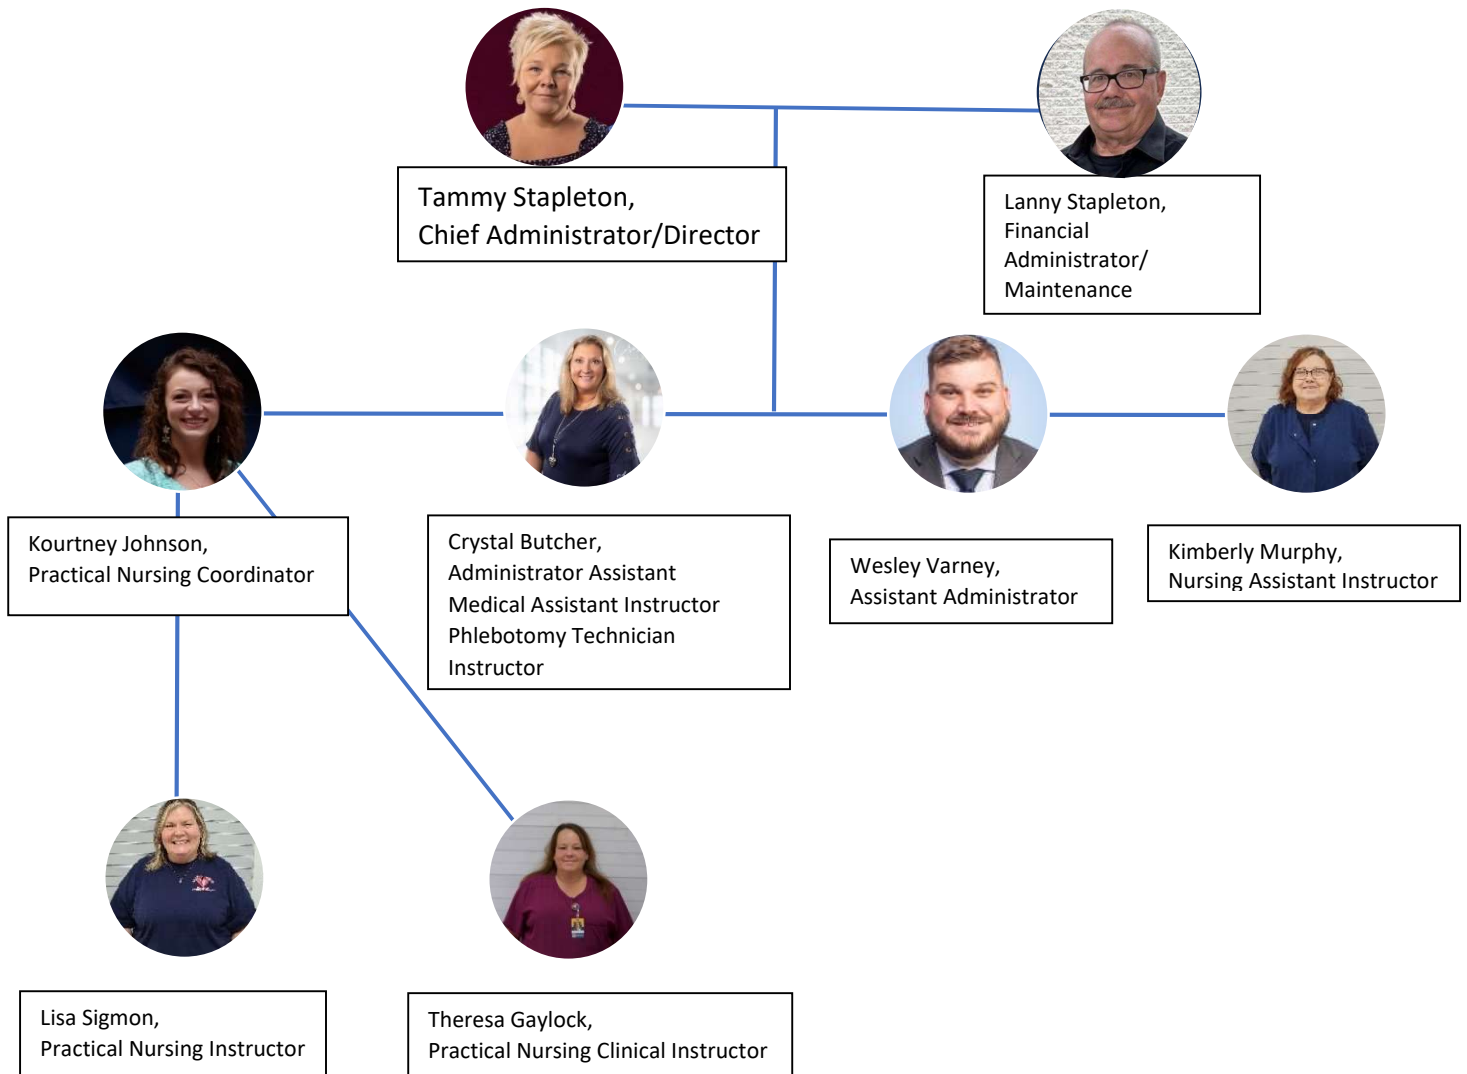 Tammy Stapleton,
Chief Administrator/Director
Lanny Stapleton,
Financial
Administrator/
Maintenance
Kourtney Johnson,
Practical Nursing Coordinator
Crystal Butcher,
Administrator Assistant
Medical Assistant Instructor
Phlebotomy Technician
Instructor
Wesley Varney,
Assistant Administrator
Kimberly Murphy,
Nursing Assistant Instructor
Lisa Sigmon,
Practical Nursing Instructor
Theresa Gaylock,
Practical Nursing Clinical Instructor